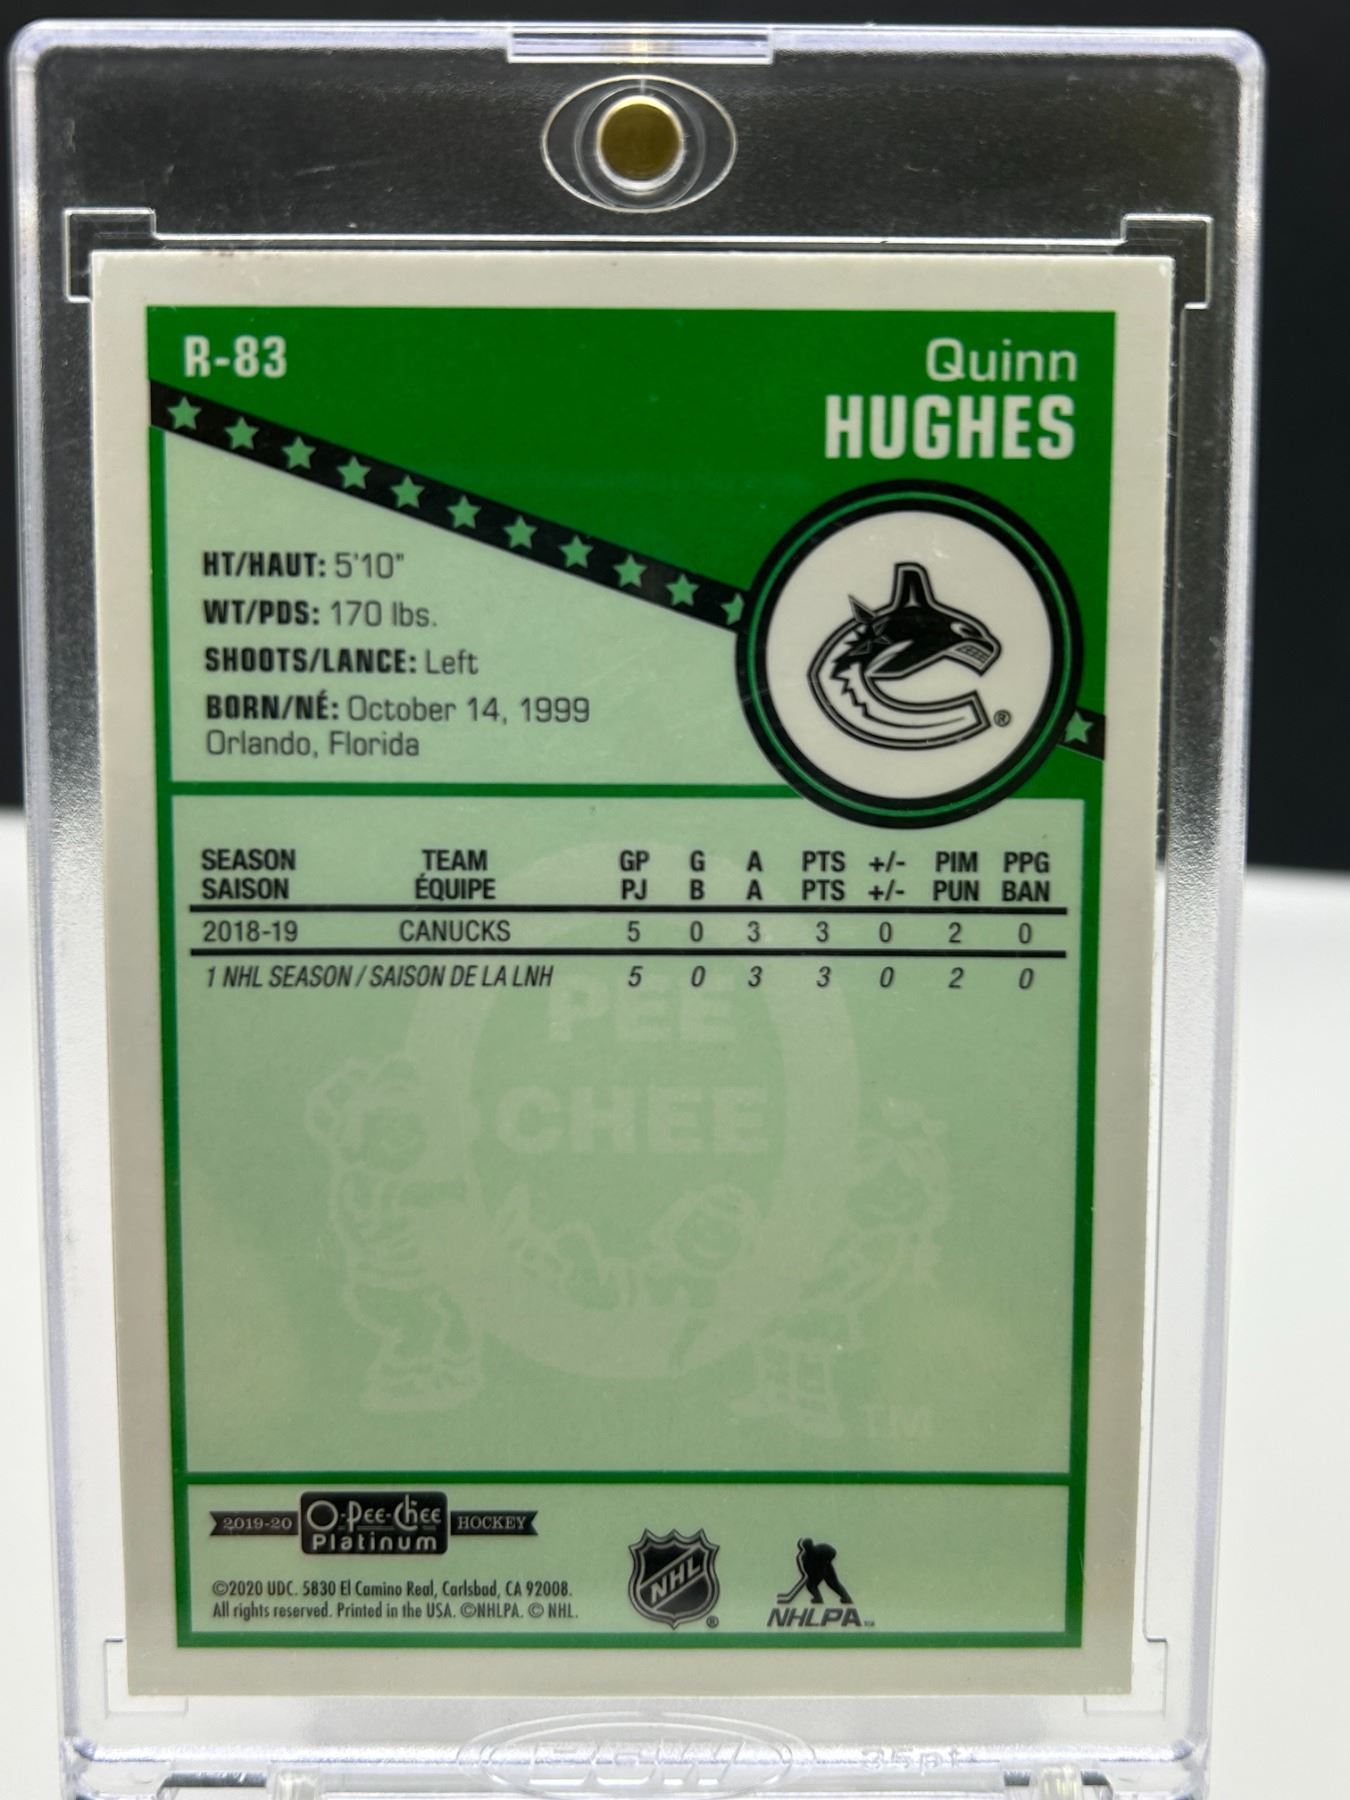 R-83
Quinn
HUGHES
HT/HAUT: 5'10"
WT/PDS: 170 lbs.
SHOOTS/LANCE: Left
BORN/NÉ: October 14, 1999
Orlando, Florida
®
SEASON TEAM GP G A PTS +/- PIM PPG
SAISON ÉQUIPE PJ B A PTS +/- PUN BAN
2018-19 CANUCKS 5 0 3 3 0 2 0
1 NHL SEASON / SAISON DE LA LNH 5 0 3 3 0 2 0
PEE
CHEE
TM
2019-20 O-Pee-Chee HOCKEY
Platinum
©2020 UDC. 5830 El Camino Real, Carlsbad, CA 92008.
All rights reserved. Printed in the USA. ©NHLPA. © NHL.
NHL ®
NHLPA
35pt